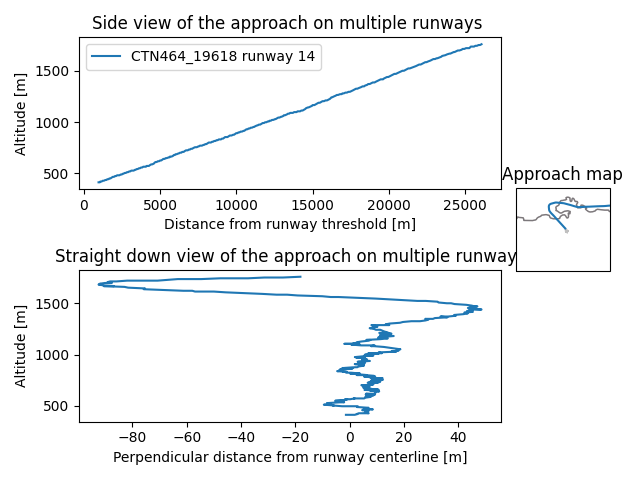 Side view of the approach on multiple runways
CTN464_19618 runway 14
Altitude [m]
1500
1000
500
0
5000
10000
15000
20000
25000
Distance from runway threshold [m]
Approach map
Straight down view of the approach on multiple runway
Altitude [m]
1500
1000
500
−80
−60
−40
−20
0
20
40
Perpendicular distance from runway centerline [m]